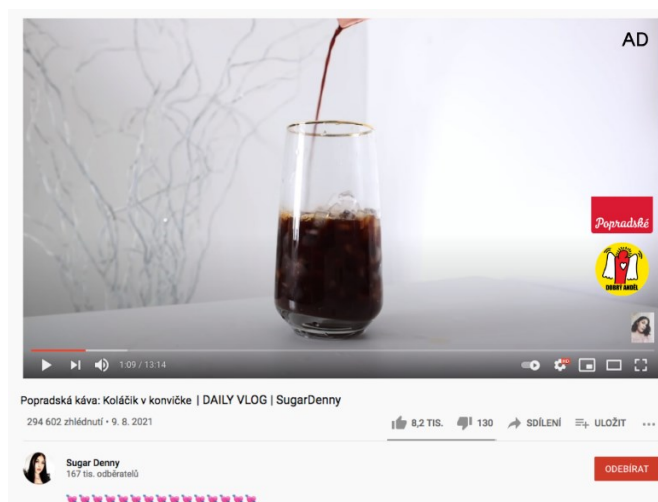 AD
Popradské
DOBRÝ ANJEL
1:09 / 13:14
HD
Popradská káva: Koláčik v konvičke | DAILY VLOG | SugarDenny
294 602 zhlédnutí • 9. 8. 2021
8,2 TIS.
130
SDÍLENÍ
ULOŽIT
Sugar Denny
167 tis. odběratelů
ODEBÍRAT